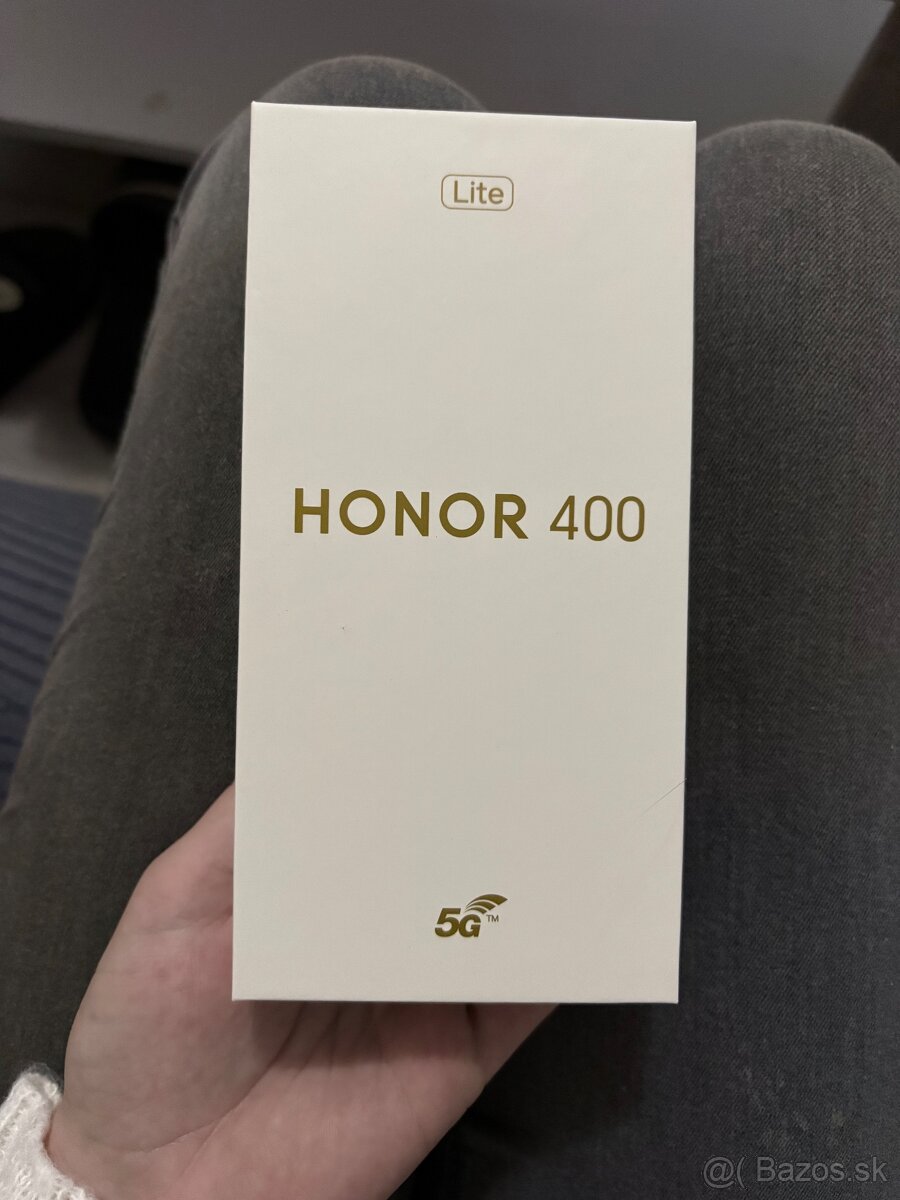 Lite
HONOR 400
5G™
@( Bazos.sk